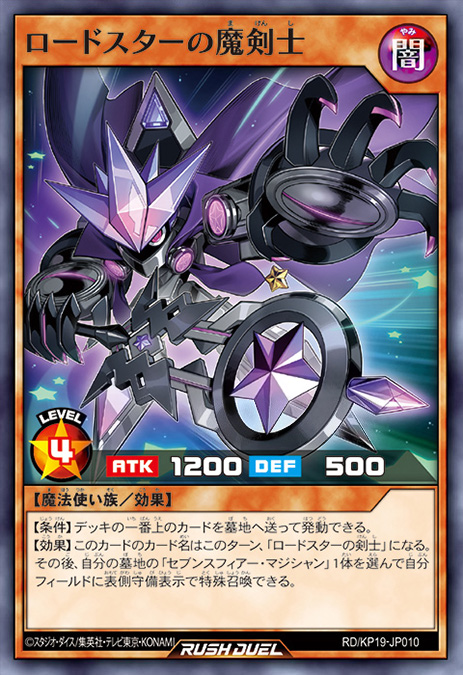 ロードスターの魔剣士
まけんし
やみ
闇
LEVEL
4
ATK 1200 DEF 500
【魔法使い族/効果】
【条件】デッキの一番上のカードを墓地へ送って発動できる。
【効果】このカードのカード名はこのターン、「ロードスターの剣士」になる。
その後、自分の墓地の「セブンスフィアー・マジシャン」1体を選んで自分
フィールドに表側守備表示で特殊召喚できる。
©スタジオ・ダイス/集英社・テレビ東京・KONAMI
RUSH DUEL
RD/KP19-JP010